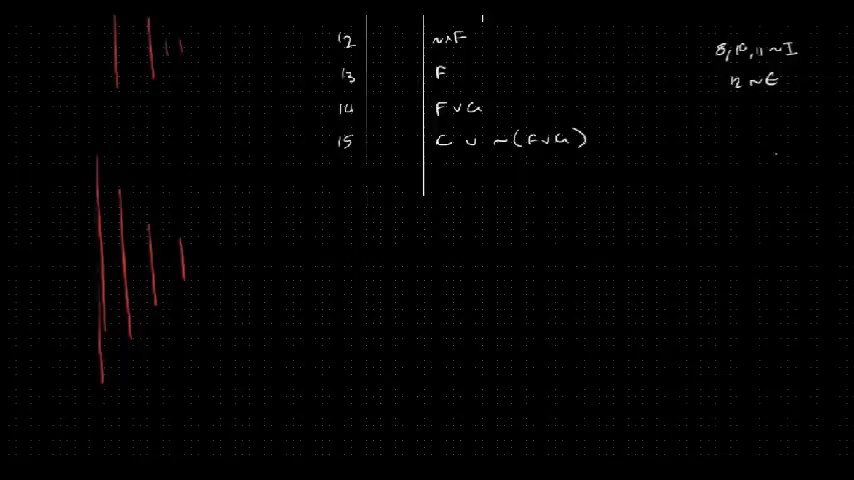 12 ~~F 8, 10, 11 ~I
13 F 12 ~E
14 F ∨ G
15 C ∨ ~(F ∨ G)